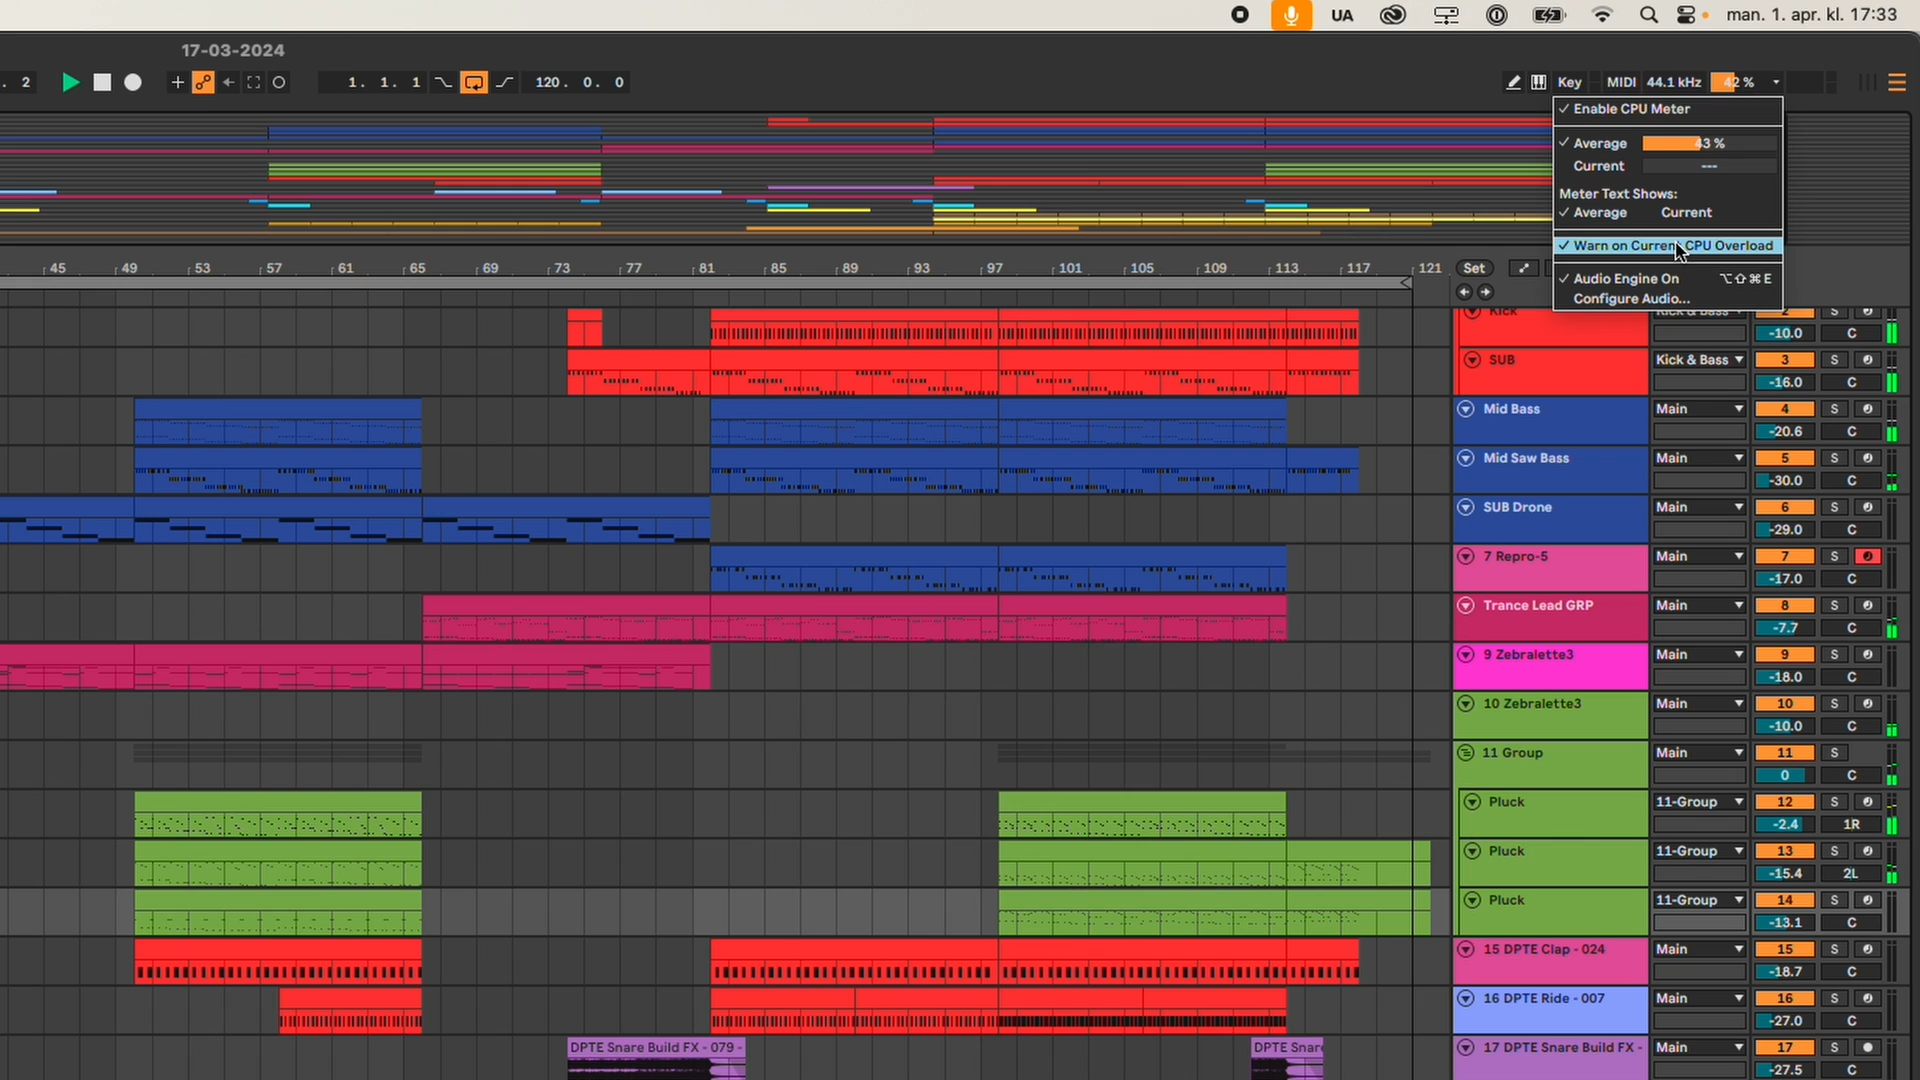 UA
man. 1. apr. kl. 17:33
17-03-2024
. 2
1. 1. 1
120. 0. 0
Key
MIDI
44.1 kHz
42 %
Enable CPU Meter
Average 43 %
Current ---
Meter Text Shows:
Average Current
Warn on Current CPU Overload
Audio Engine On ⌥⇧⌘E
Configure Audio...
45 49 53 57 61 65 69 73 77 81 85 89 93 97 101 105 109 113 117 121
Set
Kick Kick & Bass 2 S
-10.0 C
SUB Kick & Bass 3 S
-16.0 C
Mid Bass Main 4 S
-20.6 C
Mid Saw Bass Main 5 S
-30.0 C
SUB Drone Main 6 S
-29.0 C
7 Repro-5 Main 7 S
-17.0 C
Trance Lead GRP Main 8 S
-7.7 C
9 Zebralette3 Main 9 S
-18.0 C
10 Zebralette3 Main 10 S
-10.0 C
11 Group Main 11 S
0 C
Pluck 11-Group 12 S
-2.4 1R
Pluck 11-Group 13 S
-15.4 2L
Pluck 11-Group 14 S
-13.1 C
15 DPTE Clap - 024 Main 15 S
-18.7 C
16 DPTE Ride - 007 Main 16 S
-27.0 C
DPTE Snare Build FX - 079 - DPTE Snare 17 DPTE Snare Build FX - Main 17 S
-27.5 C